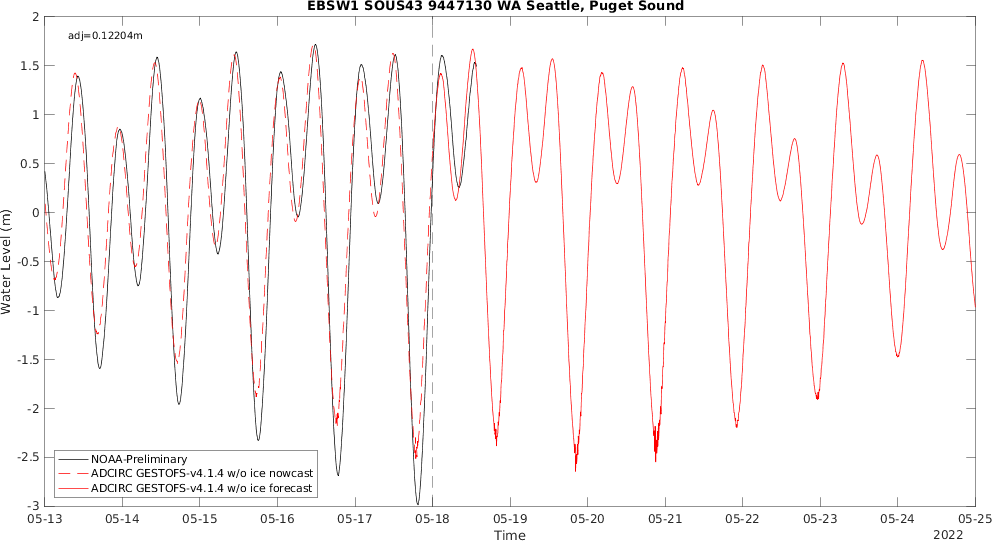 EBSW1 SOUS43 9447130 WA Seattle, Puget Sound
adj=0.12204m
2
1.5
1
0.5
0
-0.5
-1
-1.5
-2
-2.5
-3
Water Level (m)
NOAA-Preliminary
ADCIRC GESTOFS-v4.1.4 w/o ice nowcast
ADCIRC GESTOFS-v4.1.4 w/o ice forecast
05-13 05-14 05-15 05-16 05-17 05-18 05-19 05-20 05-21 05-22 05-23 05-24 05-25
Time
2022